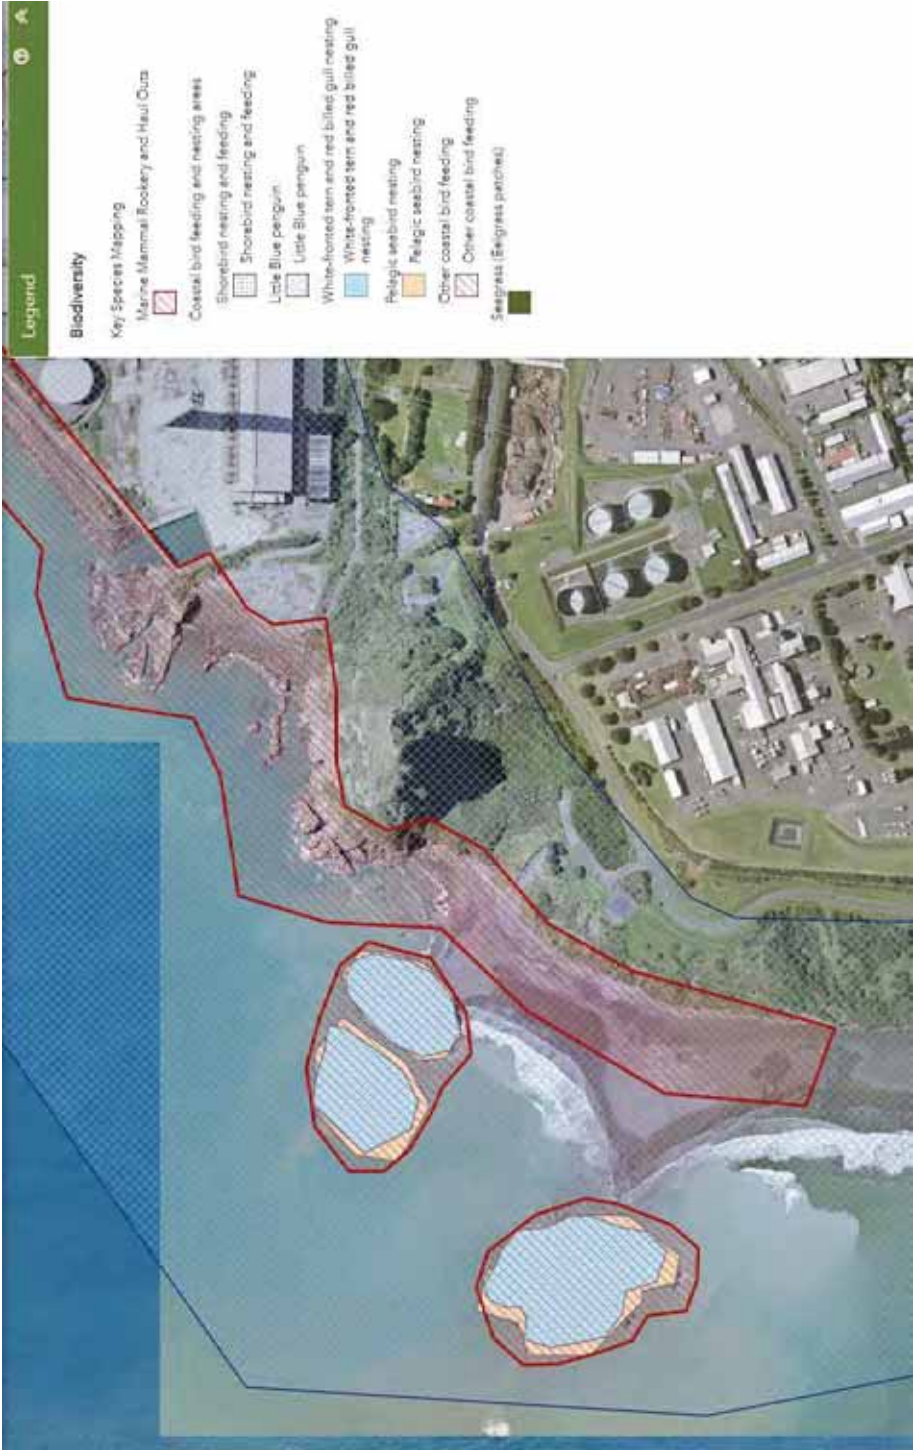 Legend
Biodiversity
Key Species Mapping
Marine Mammal Rookery and Haul Outs
Coastal bird feeding and nesting areas
Shorebird nesting and feeding
Shorebird nesting and feeding
Little Blue penguin
Little Blue penguin
White-fronted tern and red billed gull nesting
White-fronted tern and red billed gull
nesting
Pelagic seabird nesting
Pelagic seabird nesting
Other coastal bird feeding
Other coastal bird feeding
Seagrass (Eelgrass patches)